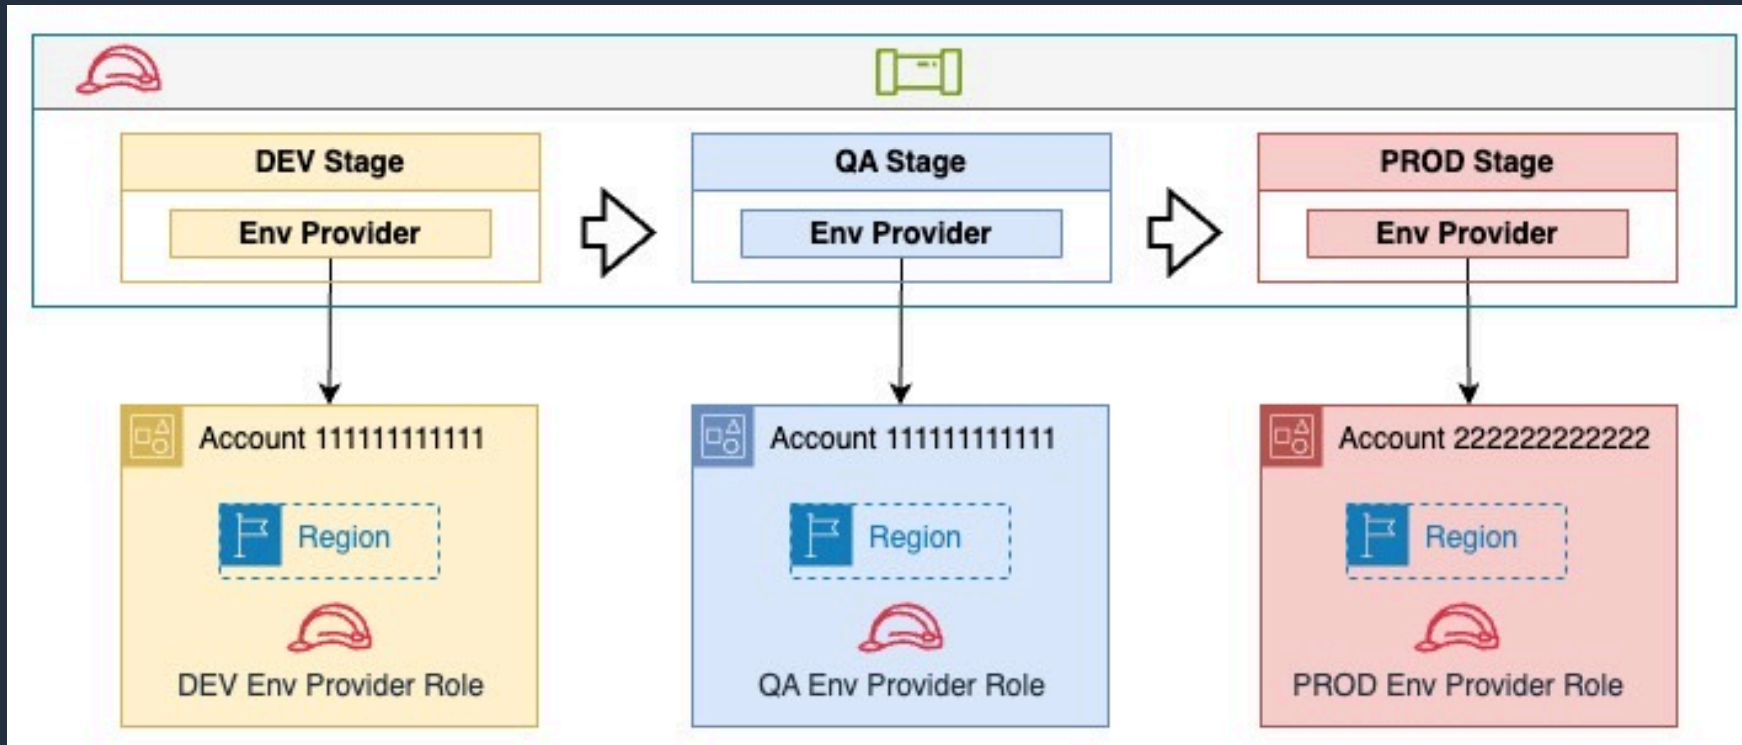 DEV Stage
QA Stage
PROD Stage
Env Provider
Env Provider
Env Provider
Account 111111111111
Account 111111111111
Account 222222222222
Region
Region
Region
DEV Env Provider Role
QA Env Provider Role
PROD Env Provider Role